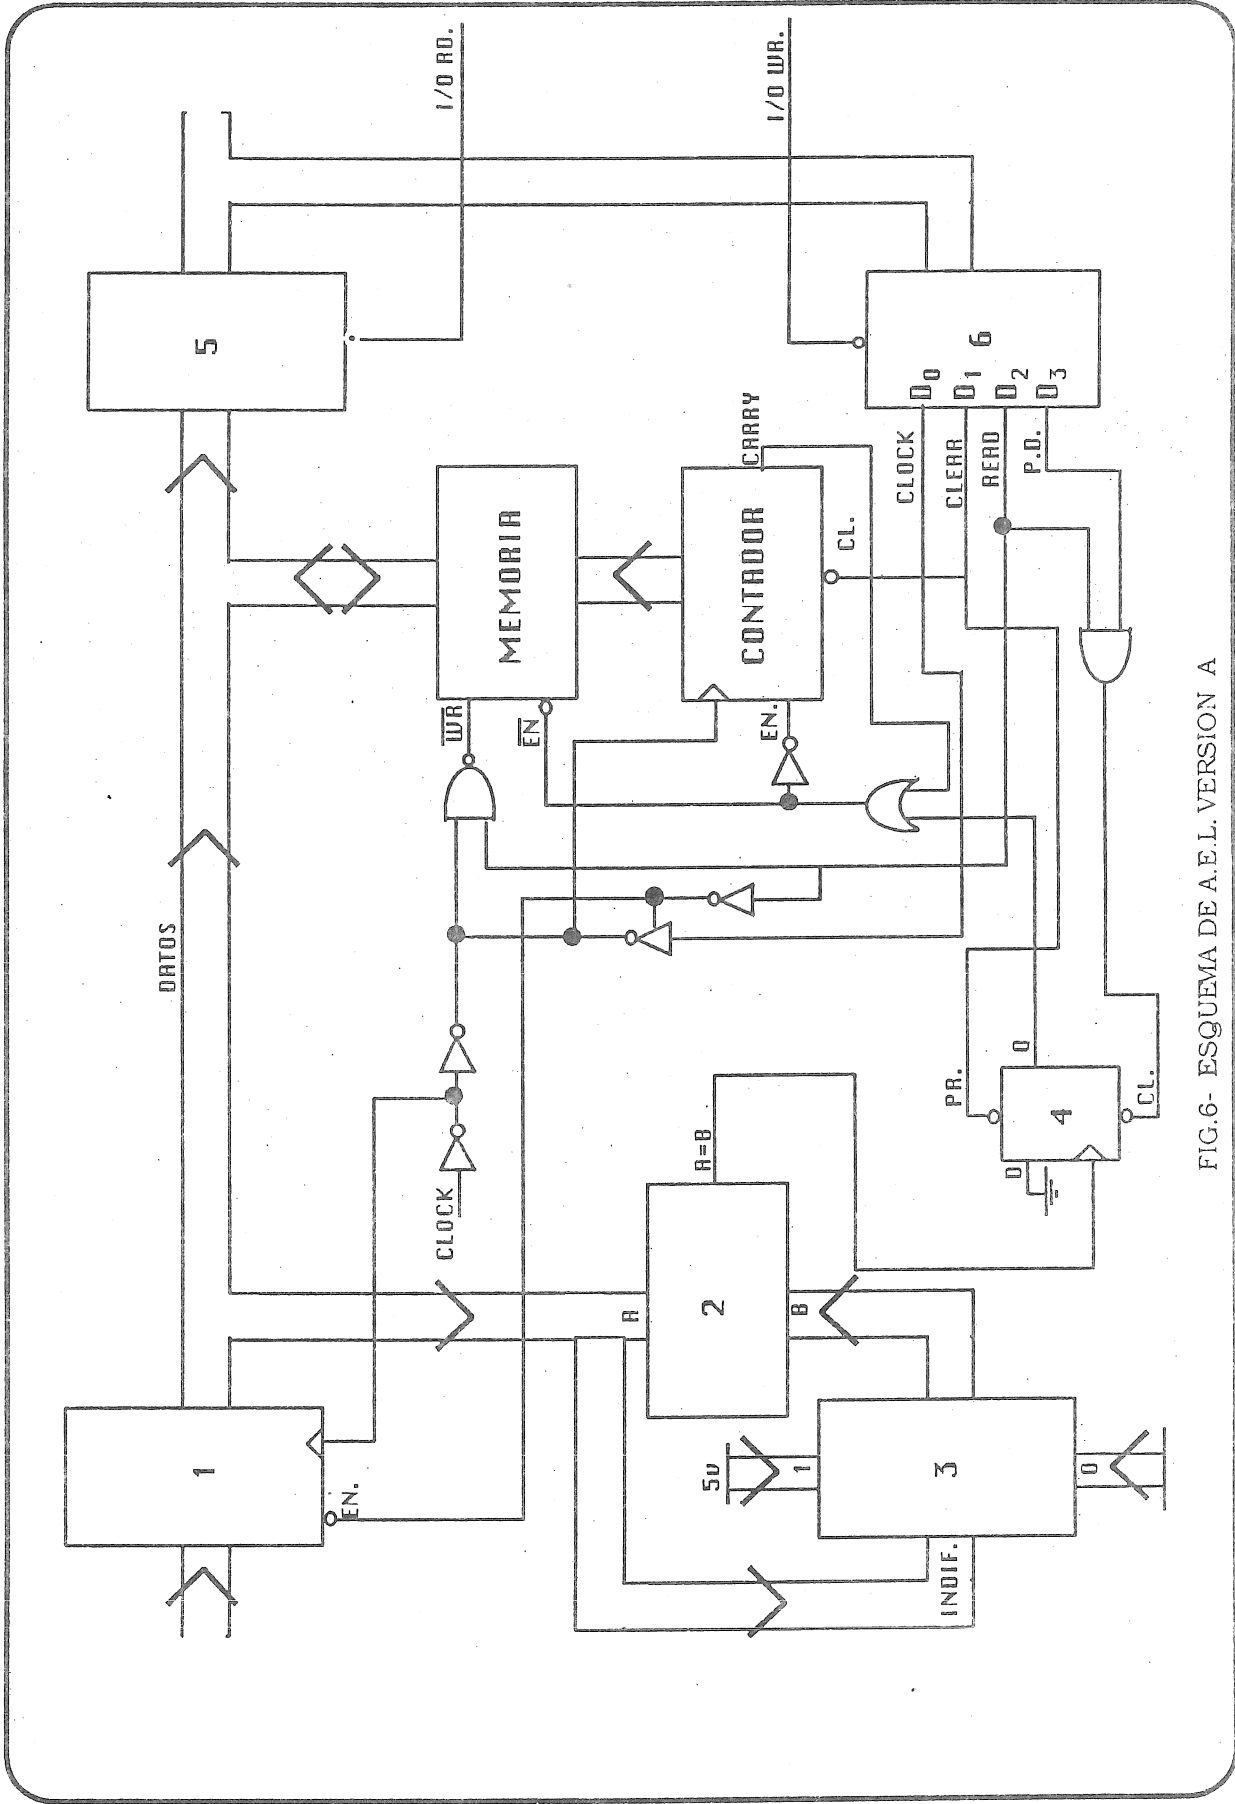 DATOS
1
EN.
CLOCK
5
I/O RD.
MEMORIA
WR
EN
CONTADOR
EN.
CARRY
CL.
I/O WR.
6
D0
D1
D2
D3
CLOCK
CLEAR
READ
P.D.
A
2
B
A=B
5v
1
3
0
INDIF.
PR.
4
D
Q
CL.
FIG.6- ESQUEMA DE A.E.L. VERSION A